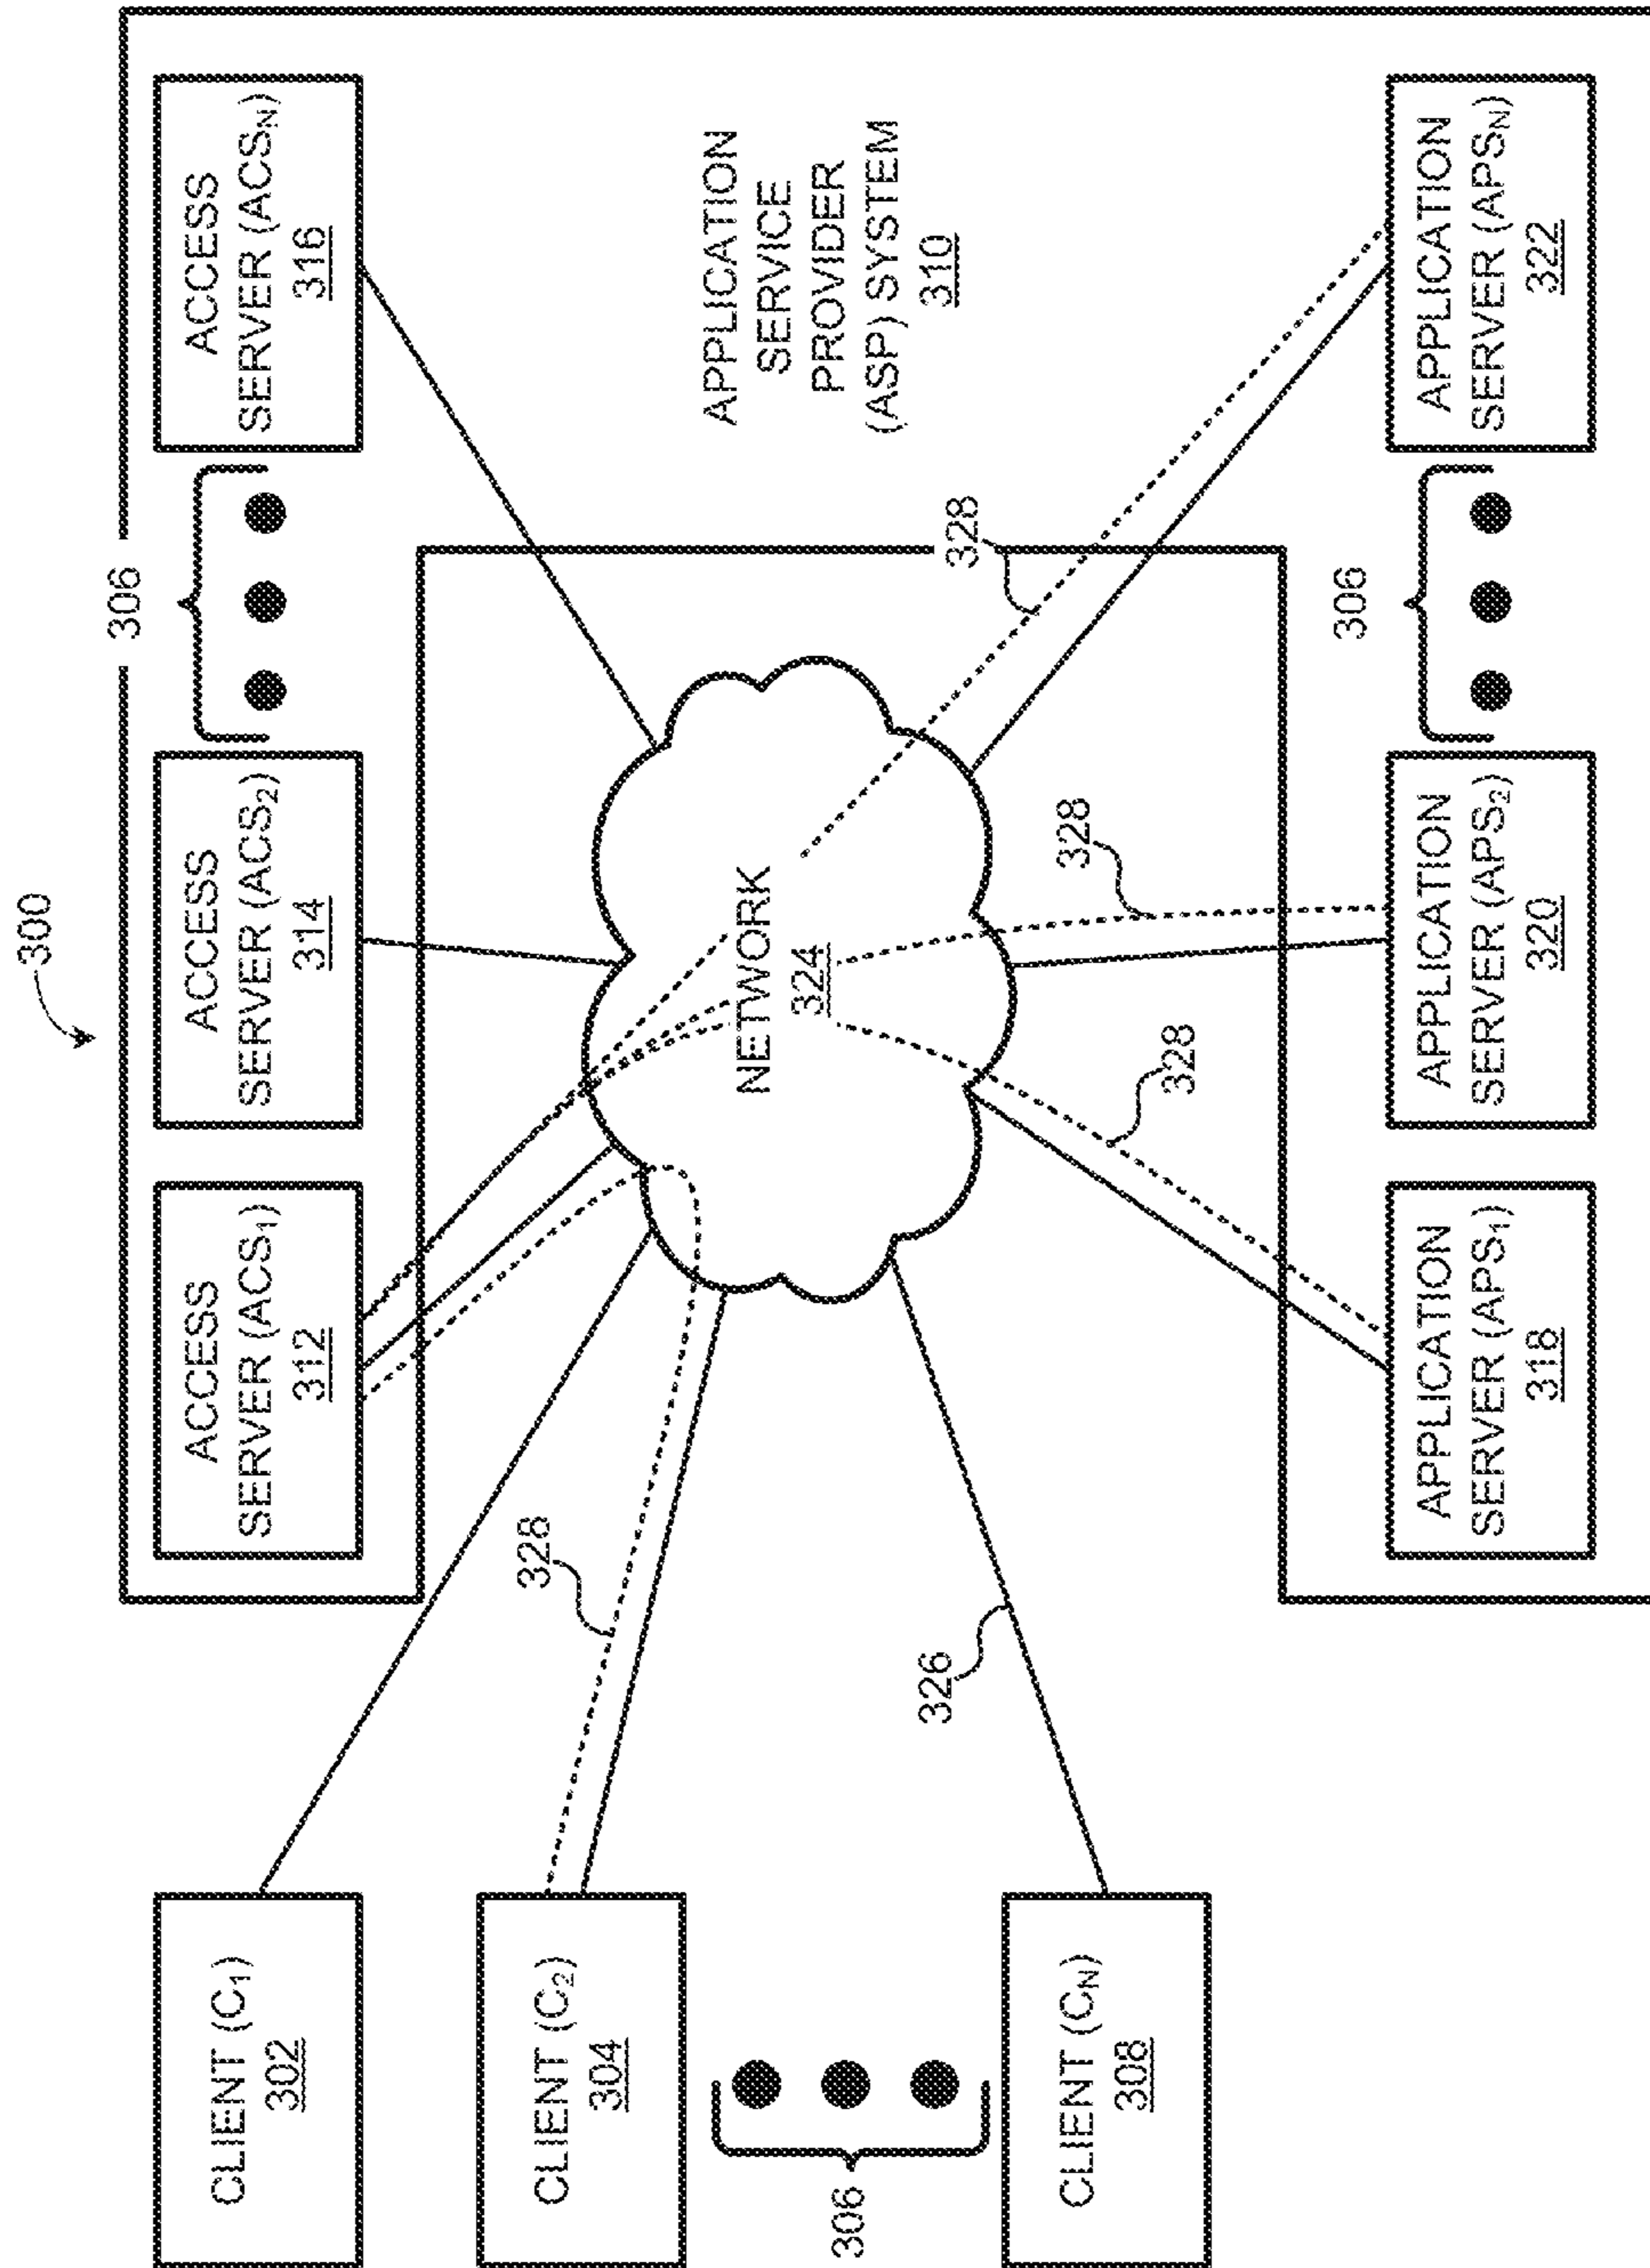 300
306
CLIENT (C₁)
302
ACCESS
SERVER (ACS₁)
312
ACCESS
SERVER (ACS₂)
314
ACCESS
SERVER (ACSN)
316
CLIENT (C₂)
304
328
NETWORK
324
APPLICATION
SERVICE
PROVIDER
(ASP) SYSTEM
310
306
326
328
328
328
CLIENT (CN)
308
306
APPLICATION
SERVER (APS₁)
318
APPLICATION
SERVER (APS₂)
320
APPLICATION
SERVER (APSN)
322